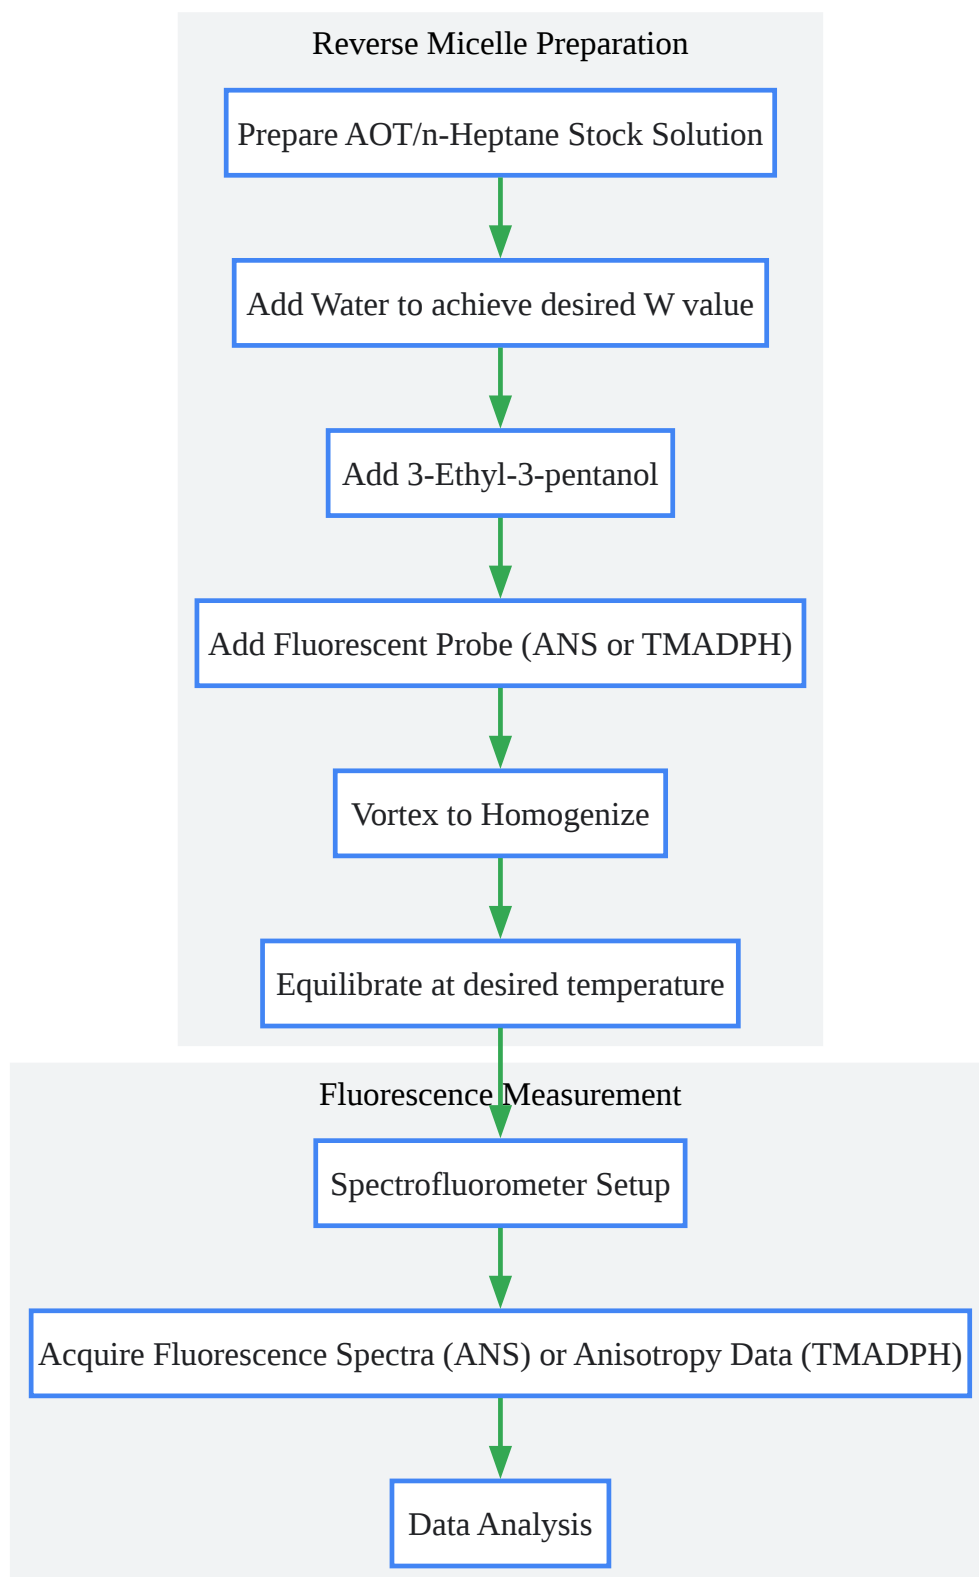 Reverse Micelle Preparation
Prepare AOT/n-Heptane Stock Solution
Add Water to achieve desired W value
Add 3-Ethyl-3-pentanol
Add Fluorescent Probe (ANS or TMADPH)
Vortex to Homogenize
Equilibrate at desired temperature
Fluorescence Measurement
Spectrofluorometer Setup
Acquire Fluorescence Spectra (ANS) or Anisotropy Data (TMADPH)
Data Analysis